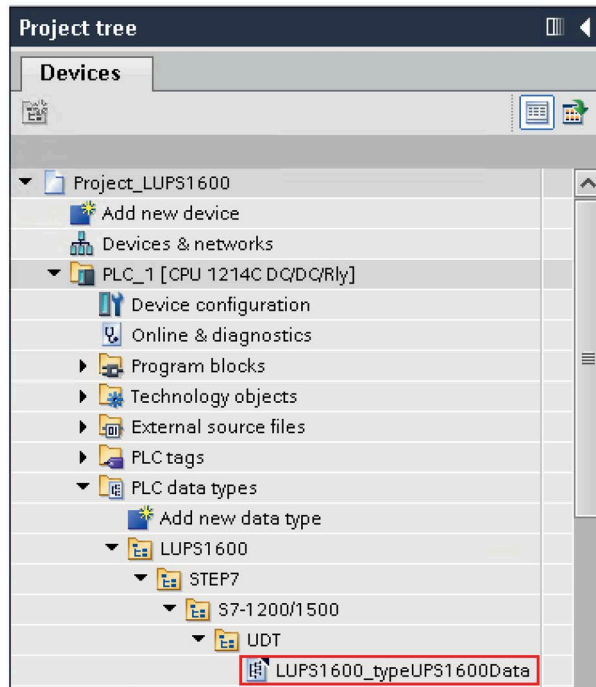 Project tree
Devices
Project_LUPS1600
Add new device
Devices & networks
PLC_1 [CPU 1214C DC/DC/Rly]
Device configuration
Online & diagnostics
Program blocks
Technology objects
External source files
PLC tags
PLC data types
Add new data type
LUPS1600
STEP7
S7-1200/1500
UDT
LUPS1600_typeUPS1600Data